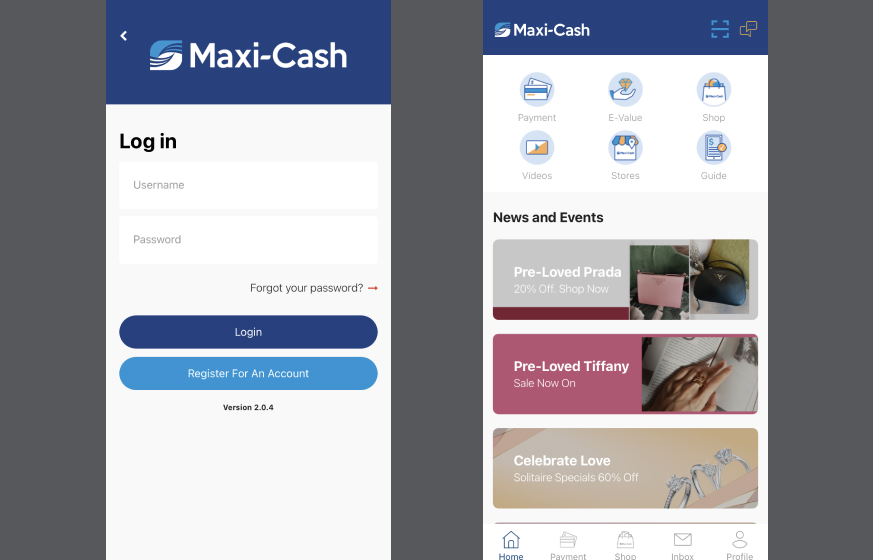 Maxi-Cash
Log in
Username
Password
Forgot your password?
Login
Register For An Account
Version 2.0.4
Maxi-Cash
Payment
E-Value
Shop
Videos
Stores
Guide
News and Events
Pre-Loved Prada
20% Off. Shop Now
Pre-Loved Tiffany
Sale Now On
Celebrate Love
Solitaire Specials 60% Off
Home
Payment
Shop
Inbox
Profile